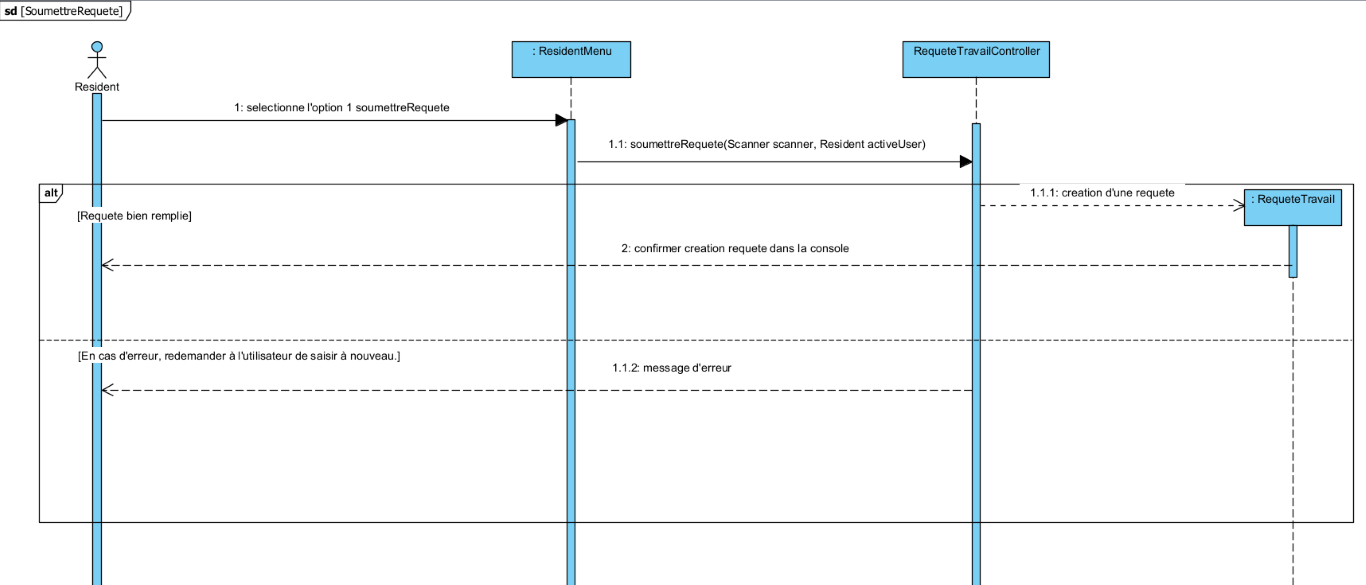 sd [SoumettreRequete]
Resident
: ResidentMenu
RequeteTravailController
1: selectionne l'option 1 soumettreRequete
1.1: soumettreRequete(Scanner scanner, Resident activeUser)
alt
1.1.1: creation d'une requete
: RequeteTravail
[Requete bien remplie]
2: confirmer creation requete dans la console
[En cas d'erreur, redemander à l'utilisateur de saisir à nouveau.]
1.1.2: message d'erreur